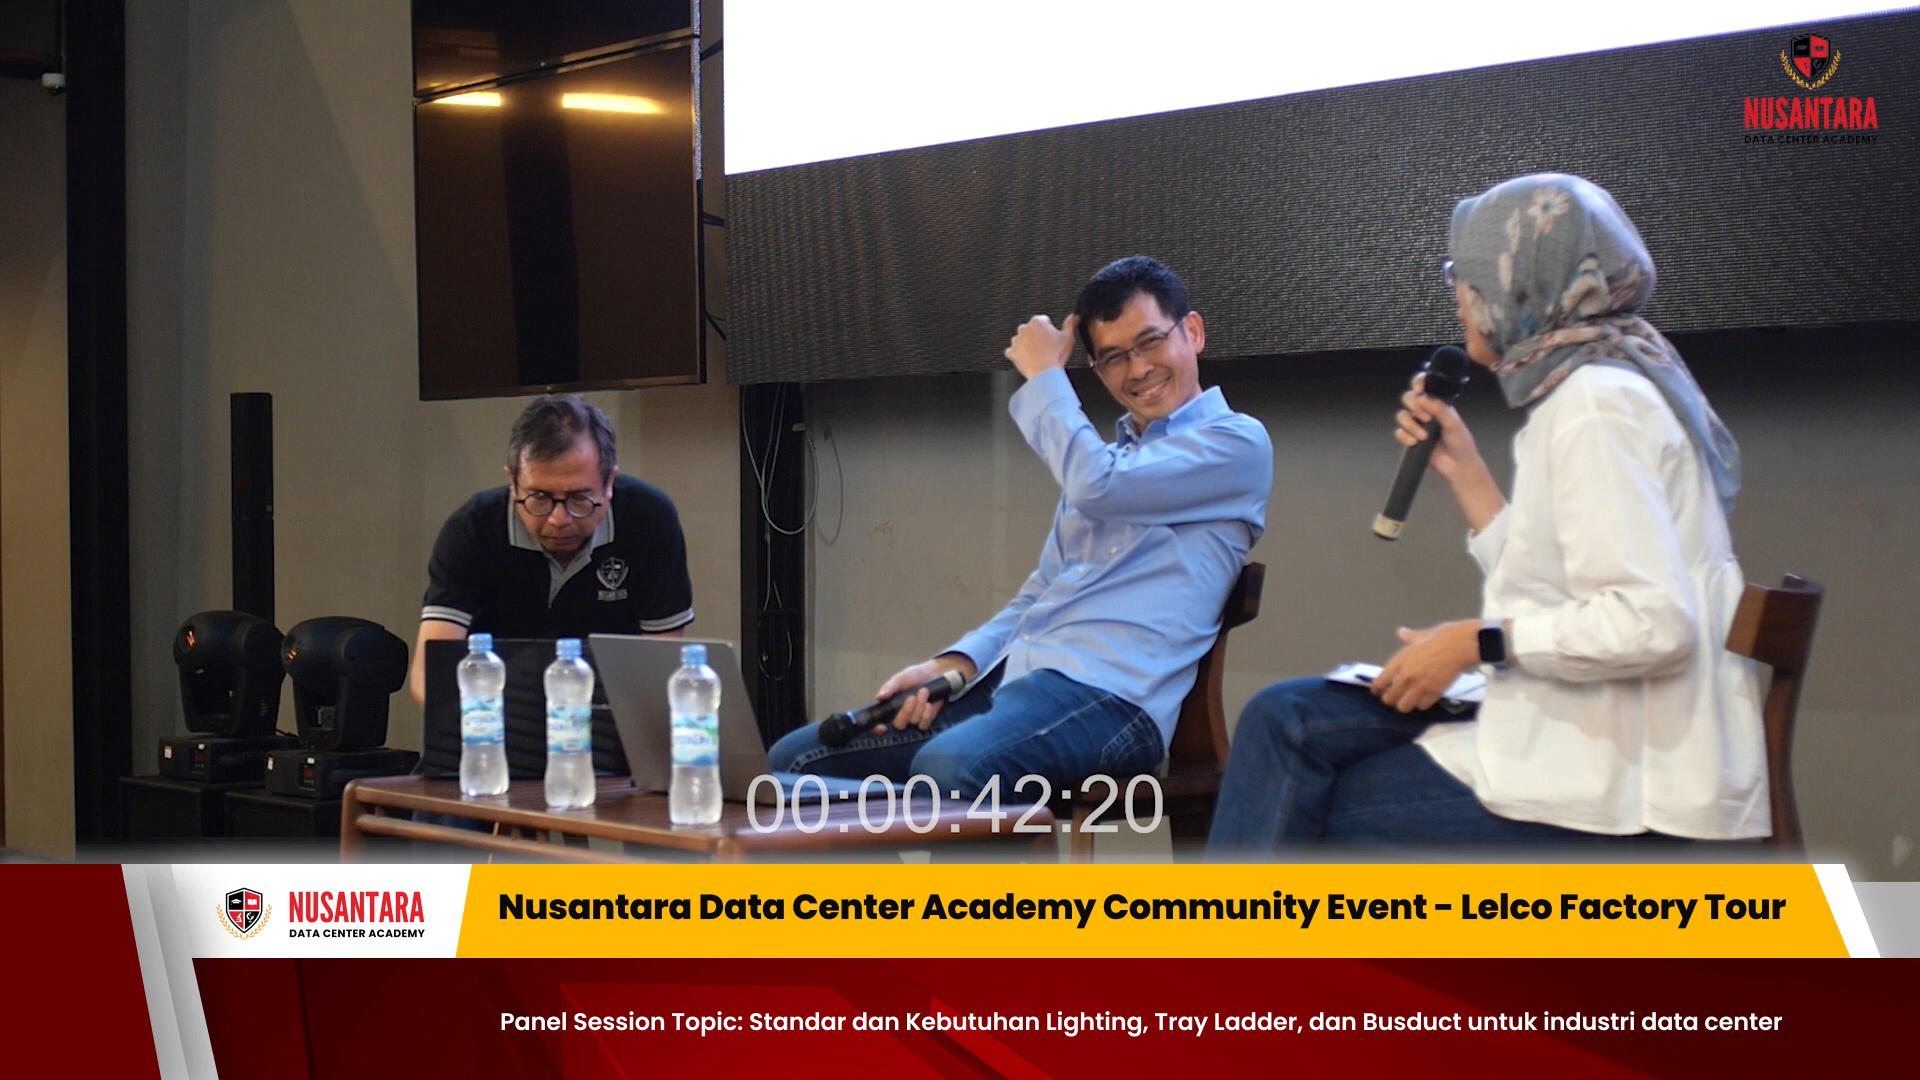 NUSANTARA
DATA CENTER ACADEMY
NUSANTARA
00:00:42:20
NUSANTARA
DATA CENTER ACADEMY
Nusantara Data Center Academy Community Event - Lelco Factory Tour
Panel Session Topic: Standar dan Kebutuhan Lighting, Tray Ladder, dan Busduct untuk industri data center